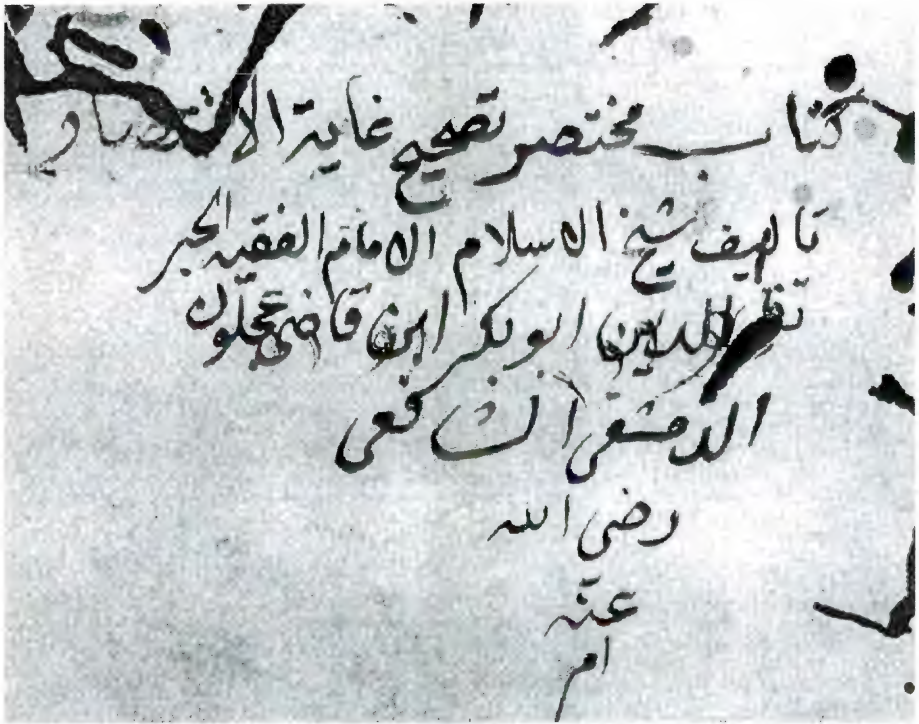 كتاب مختصر تصحيح غاية الاختصار
تاليف شيخ الاسلام الامام الفقيه الحبر
تقي الدين ابو بكر ابن قاضي عجلون
الدمشقي الشافعي
رضي الله
عنه
ام